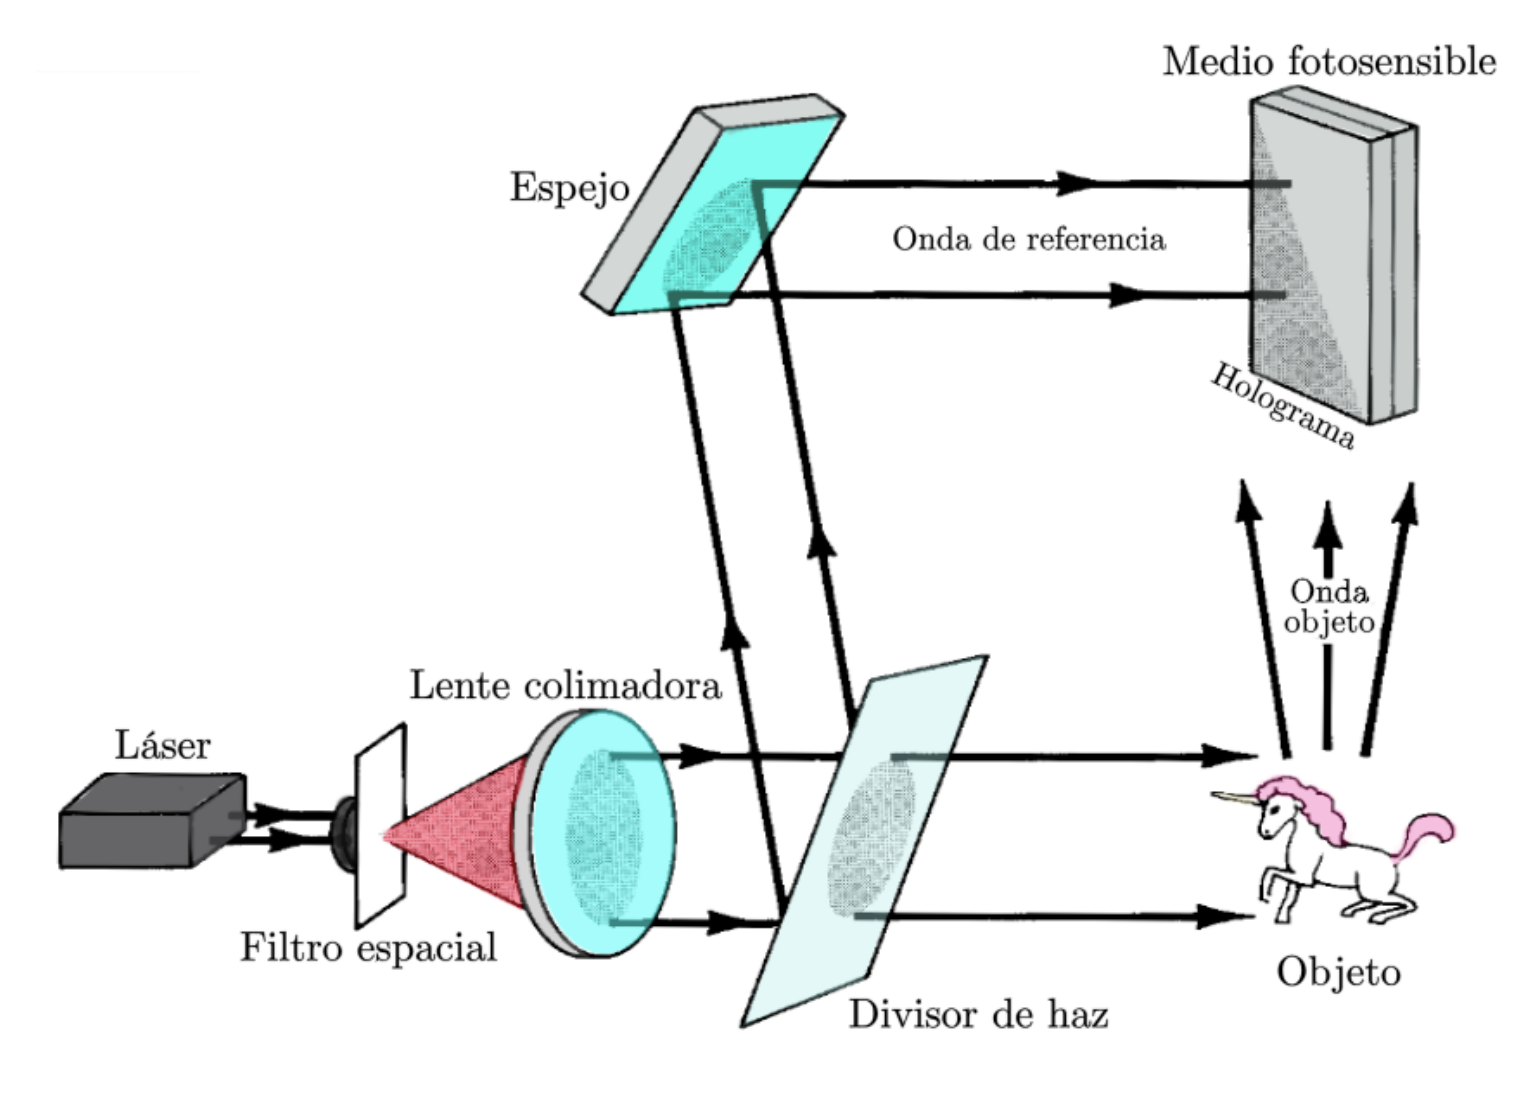 Medio fotosensible
Espejo
Onda de referencia
Holograma
Onda
objeto
Lente colimadora
Láser
Filtro espacial
Objeto
Divisor de haz